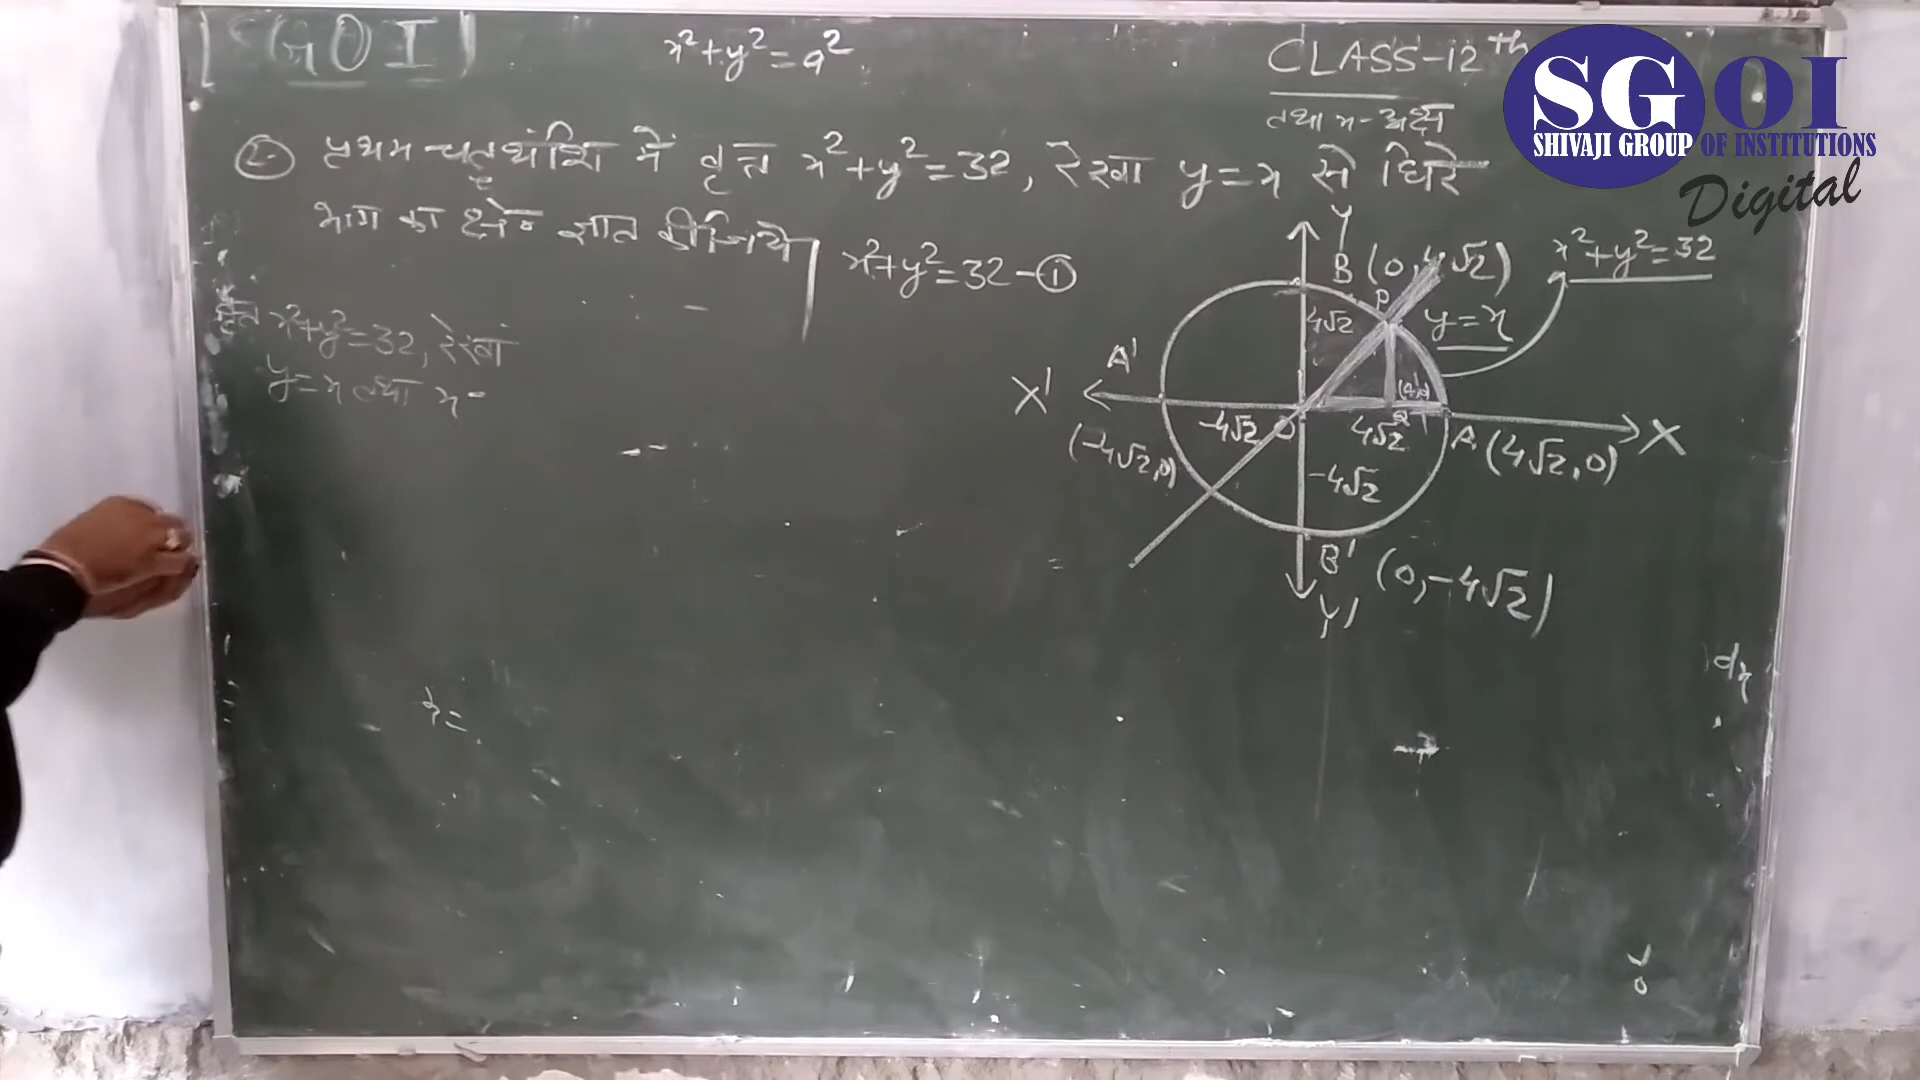 SGOI
x²+y²=a²
CLASS-12th
तथा x-अक्ष
2. प्रथम चतुर्थांश में वृत्त x²+y²=32, रेखा y=x से घिरे
भाग का क्षे० ज्ञात कीजिये
x²+y²=32-①
वृत्त x²+y²=32, रेखा
y=x तथा x-
Y
B (0,4√2)
P
x²+y²=32
4√2
y=x
A'
X'
-4√2
O
4√2
A (4√2,0)
X
(-4√2,0)
-4√2
B' (0,-4√2)
Y'
SGOI
SHIVAJI GROUP OF INSTITUTIONS
Digital